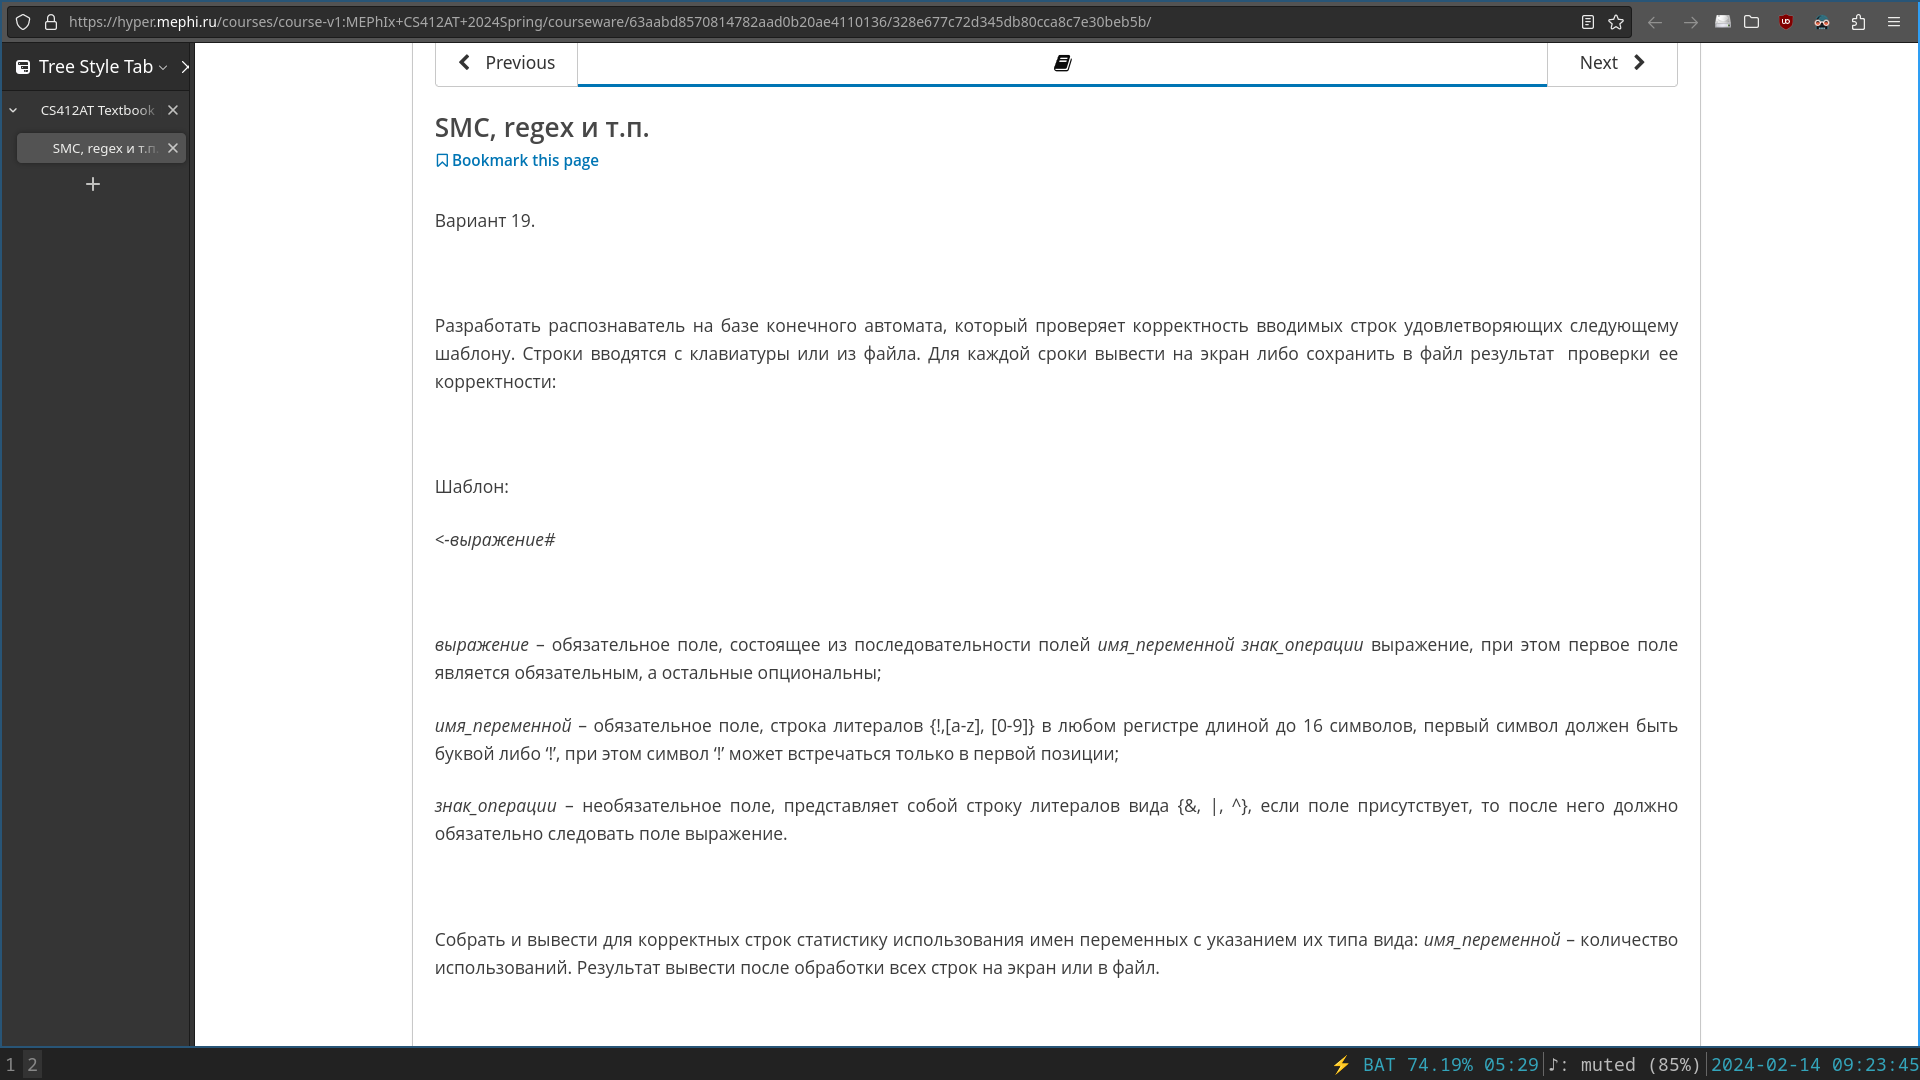 https://hyper.mephi.ru/courses/course-v1:MEPhIx+CS412AT+2024Spring/courseware/63aabd8570814782aad0b20ae4110136/328e677c72d345db80cca8c7e30beb5b/
Tree Style Tab
CS412AT Textbook
SMC, regex и т.п.
Previous
Next
SMC, regex и т.п.
Bookmark this page
Вариант 19.
Разработать распознаватель на базе конечного автомата, который проверяет корректность вводимых строк удовлетворяющих следующему
шаблону. Строки вводятся с клавиатуры или из файла. Для каждой сроки вывести на экран либо сохранить в файл результат проверки ее
корректности:
Шаблон:
<-выражение#
выражение – обязательное поле, состоящее из последовательности полей имя_переменной знак_операции выражение, при этом первое поле
является обязательным, а остальные опциональны;
имя_переменной – обязательное поле, строка литералов {!,[a-z], [0-9]} в любом регистре длиной до 16 символов, первый символ должен быть
буквой либо ‘!’, при этом символ ‘!’ может встречаться только в первой позиции;
знак_операции – необязательное поле, представляет собой строку литералов вида {&, |, ^}, если поле присутствует, то после него должно
обязательно следовать поле выражение.
Собрать и вывести для корректных строк статистику использования имен переменных с указанием их типа вида: имя_переменной – количество
использований. Результат вывести после обработки всех строк на экран или в файл.
1 2
⚡ BAT 74.19% 05:29 ♪: muted (85%) 2024-02-14 09:23:45